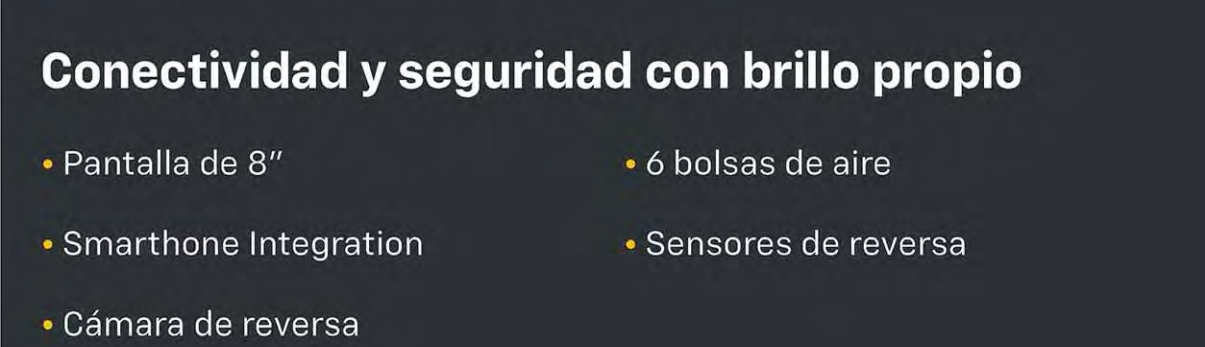 Conectividad y seguridad con brillo propio
• Pantalla de 8”
• Smarthone Integration
• Cámara de reversa
• 6 bolsas de aire
• Sensores de reversa